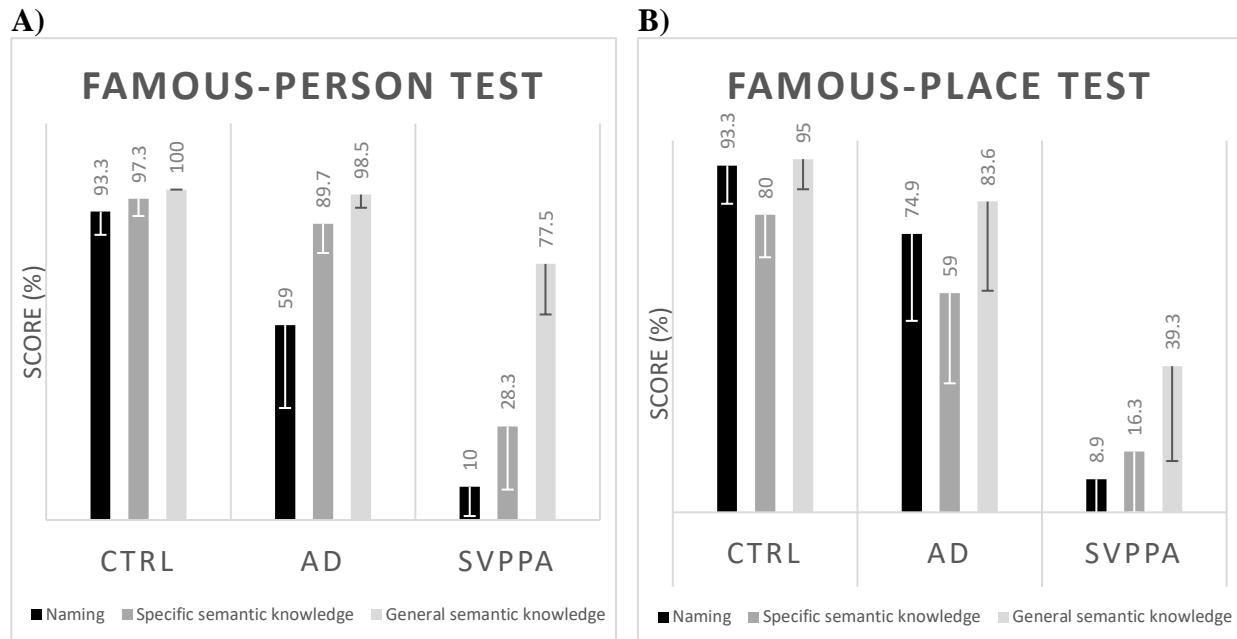 A)
FAMOUS-PERSON TEST
SCORE (%)
93.3
97.3
100
59
89.7
98.5
10
28.3
77.5
CTRL AD SVPPA
Naming Specific semantic knowledge General semantic knowledge
B)
FAMOUS-PLACE TEST
SCORE (%)
93.3
80
95
74.9
59
83.6
8.9
16.3
39.3
CTRL AD SVPPA
Naming Specific semantic knowledge General semantic knowledge